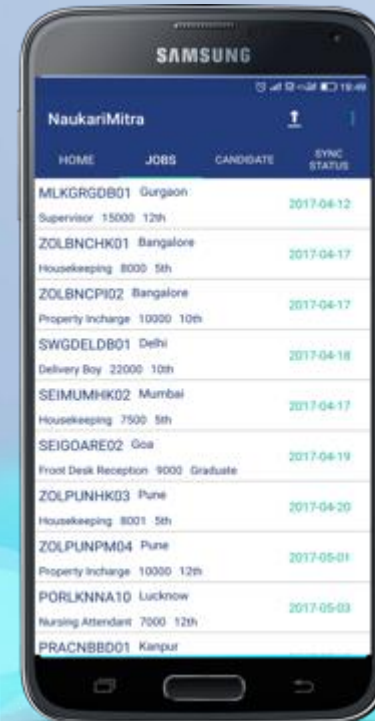 SAMSUNG
19:49
NaukariMitra
HOME JOBS CANDIDATE SYNC STATUS
MLKGRGDB01 Gurgaon
2017-04-12
Supervisor 15000 12th
ZOLBNCHK01 Bangalore
2017-04-17
Housekeeping 8000 5th
ZOLBNCPI02 Bangalore
2017-04-17
Property Incharge 10000 10th
SWGDELDB01 Delhi
2017-04-18
Delivery Boy 22000 10th
SEIMUMHK02 Mumbai
2017-04-17
Housekeeping 7500 5th
SEIGOARE02 Goa
2017-04-19
Front Desk Reception 9000 Graduate
ZOLPUNHK03 Pune
2017-04-20
Housekeeping 8001 5th
ZOLPUNPM04 Pune
2017-05-01
Property Incharge 10000 12th
PORLKNNA10 Lucknow
2017-05-03
Nursing Attendant 7000 12th
PRACNBBD01 Kanpur